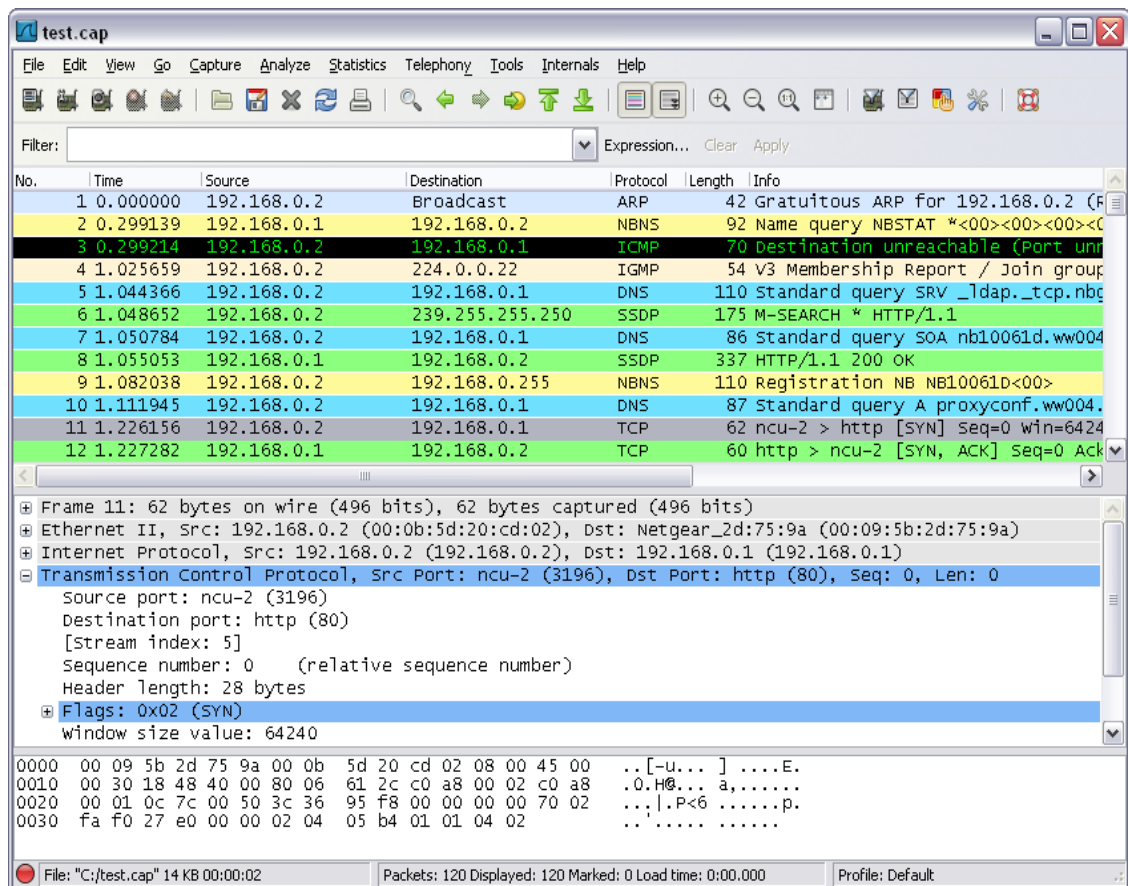 test.cap
File Edit View Go Capture Analyze Statistics Telephony Tools Internals Help
Filter: Expression... Clear Apply
No. Time Source Destination Protocol Length Info
1 0.000000 192.168.0.2 Broadcast ARP 42 Gratuitous ARP for 192.168.0.2 (
2 0.299139 192.168.0.1 192.168.0.2 NBNS 92 Name query NBSTAT *<00><00><00><
3 0.299214 192.168.0.2 192.168.0.1 ICMP 70 Destination unreachable (Port unr
4 1.025659 192.168.0.2 224.0.0.22 IGMP 54 V3 Membership Report / Join group
5 1.044366 192.168.0.2 192.168.0.1 DNS 110 Standard query SRV _ldap._tcp.nbg
6 1.048652 192.168.0.2 239.255.255.250 SSDP 175 M-SEARCH * HTTP/1.1
7 1.050784 192.168.0.2 192.168.0.1 DNS 86 Standard query SOA nb10061d.ww004
8 1.055053 192.168.0.1 192.168.0.2 SSDP 337 HTTP/1.1 200 OK
9 1.082038 192.168.0.2 192.168.0.255 NBNS 110 Registration NB NB10061D<00>
10 1.111945 192.168.0.2 192.168.0.1 DNS 87 Standard query A proxyconf.ww004.
11 1.226156 192.168.0.2 192.168.0.1 TCP 62 ncu-2 > http [SYN] Seq=0 Win=6424
12 1.227282 192.168.0.1 192.168.0.2 TCP 60 http > ncu-2 [SYN, ACK] Seq=0 Ack
Frame 11: 62 bytes on wire (496 bits), 62 bytes captured (496 bits)
Ethernet II, Src: 192.168.0.2 (00:0b:5d:20:cd:02), Dst: Netgear_2d:75:9a (00:09:5b:2d:75:9a)
Internet Protocol, Src: 192.168.0.2 (192.168.0.2), Dst: 192.168.0.1 (192.168.0.1)
Transmission Control Protocol, Src Port: ncu-2 (3196), Dst Port: http (80), Seq: 0, Len: 0
Source port: ncu-2 (3196)
Destination port: http (80)
[Stream index: 5]
Sequence number: 0 (relative sequence number)
Header length: 28 bytes
Flags: 0x02 (SYN)
Window size value: 64240
0000 00 09 5b 2d 75 9a 00 0b 5d 20 cd 02 08 00 45 00 ..[-u... ] ....E.
0010 00 30 18 48 40 00 80 06 61 2c c0 a8 00 02 c0 a8 .0.H@... a,......
0020 00 01 0c 7c 00 50 3c 36 95 f8 00 00 00 00 70 02 ...|.P<6 ......p.
0030 fa f0 27 e0 00 00 02 04 05 b4 01 01 04 02 ..'..... ......
File: "C:/test.cap" 14 KB 00:00:02 Packets: 120 Displayed: 120 Marked: 0 Load time: 0:00.000 Profile: Default